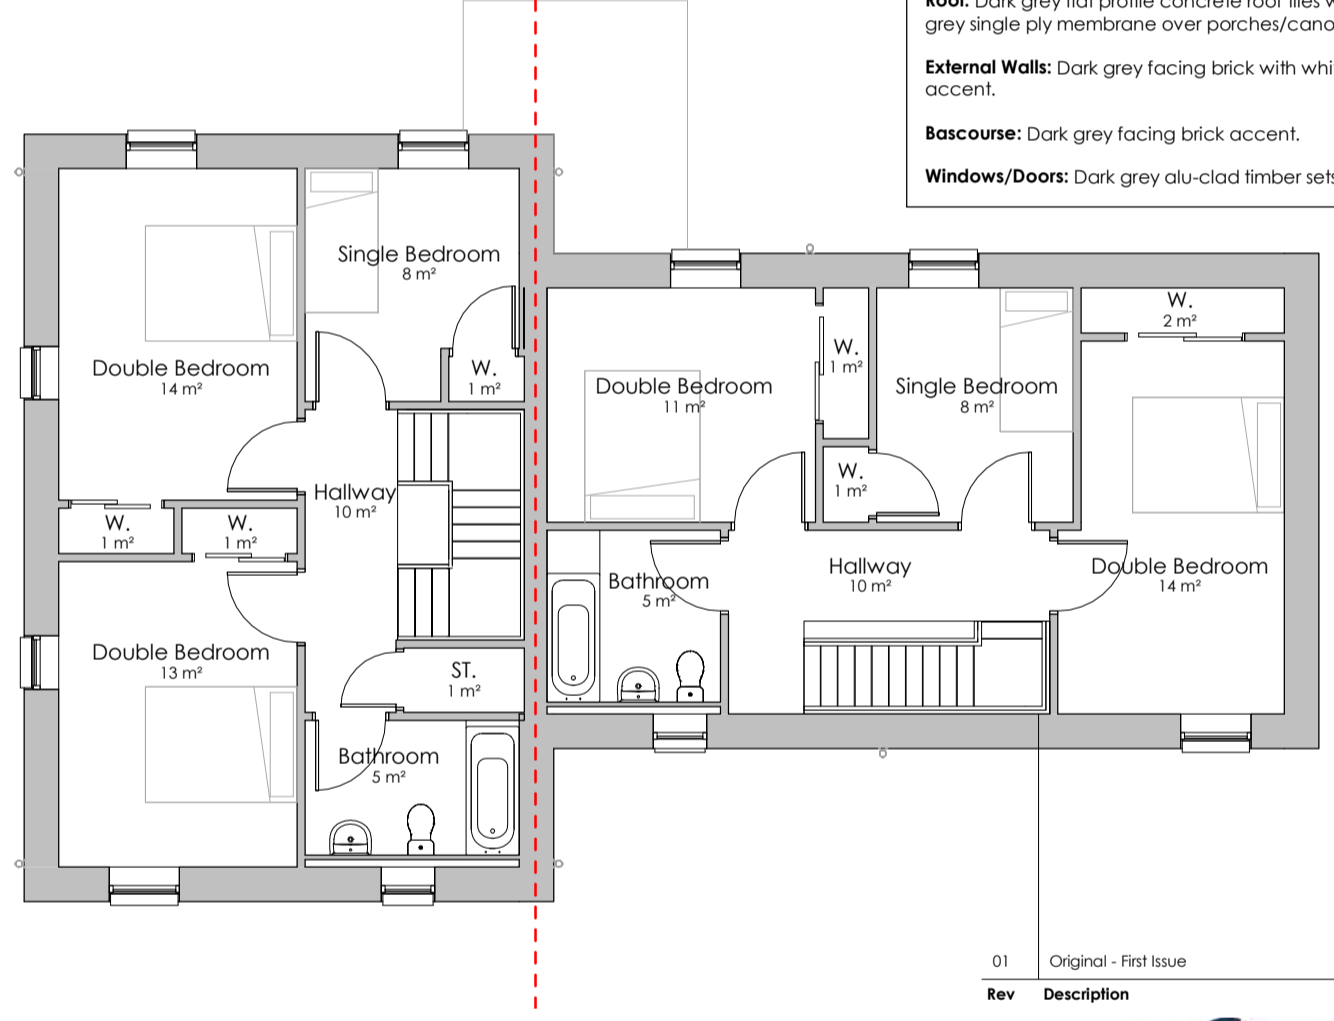 grey single ply membrane over porches/cano
External Walls: Dark grey facing brick with whi
accent.
Bascourse: Dark grey facing brick accent.
Windows/Doors: Dark grey alu-clad timber sets
Single Bedroom
8 m²
Double Bedroom
14 m²
W.
1 m²
Hallway
10 m²
W.
1 m²
W.
1 m²
Double Bedroom
13 m²
ST.
1 m²
Bathroom
5 m²
Double Bedroom
11 m²
W.
1 m²
W.
1 m²
Single Bedroom
8 m²
W.
2 m²
Bathroom
5 m²
Hallway
10 m²
Double Bedroom
14 m²
01 Original - First Issue
Rev Description